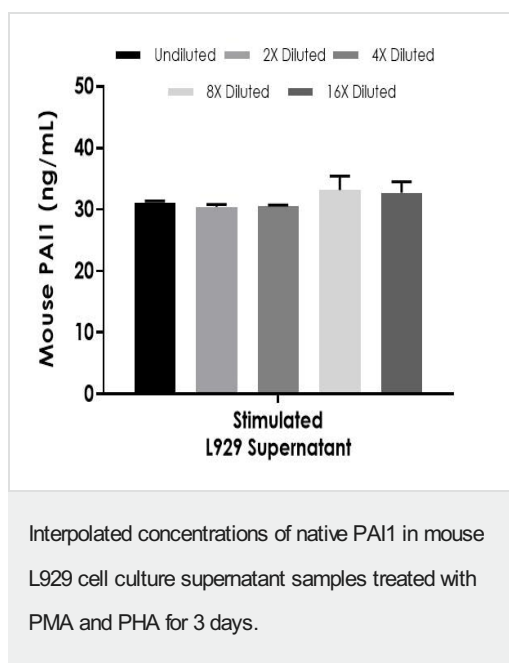 Undiluted 2X Diluted 4X Diluted
8X Diluted 16X Diluted
Mouse PAI1 (ng/mL)
50
40
30
20
10
0
Stimulated
L929 Supernatant
Interpolated concentrations of native PAI1 in mouse
L929 cell culture supernatant samples treated with
PMA and PHA for 3 days.